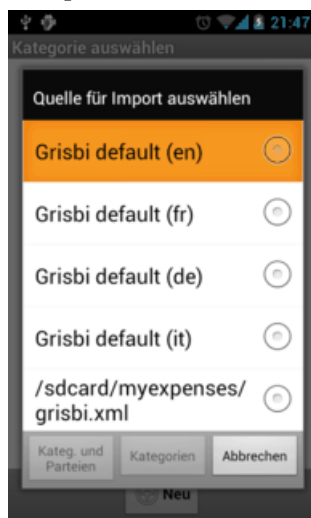 21:47
Kategorie auswählen
Quelle für Import auswählen
Grisbi default (en)
Grisbi default (fr)
Grisbi default (de)
Grisbi default (it)
/sdcard/myexpenses/
grisbi.xml
Kateg. und
Parteien
Kategorien
Abbrechen
Neu